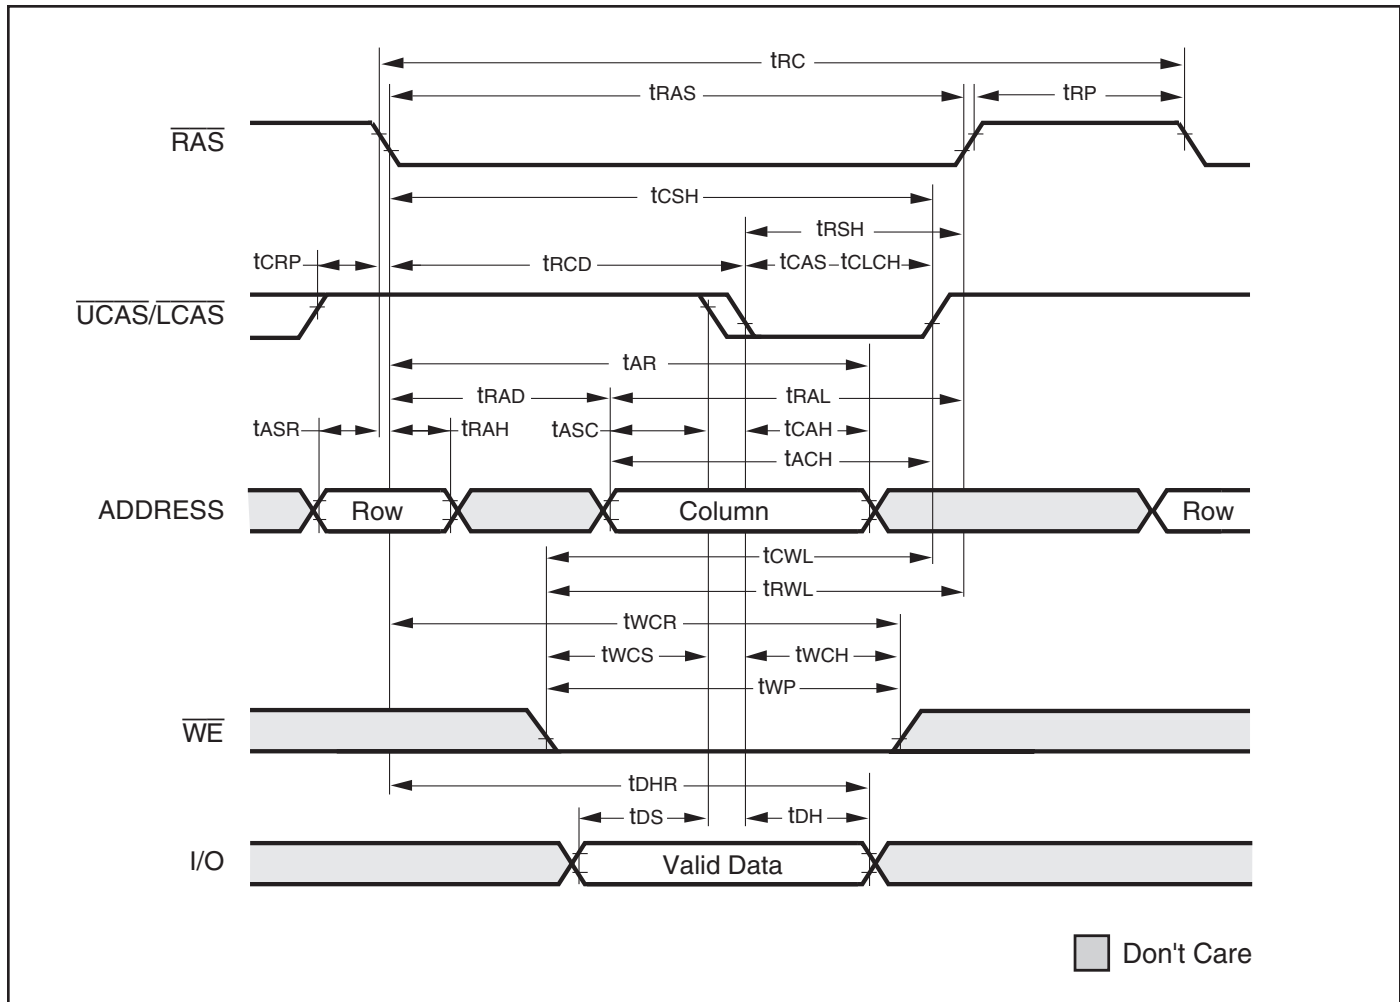 tRC
tRAS
tRP
RAS
tCSH
tRSH
tCRP
tRCD
tCAS
tCLCH
UCAS/LCAS
tAR
tRAD
tRAL
tASR
tRAH
tASC
tCAH
tACH
ADDRESS
Row
Column
Row
tCWL
tRWL
tWCR
tWCS
tWCH
tWP
WE
tDHR
tDS
tDH
I/O
Valid Data
Don't Care